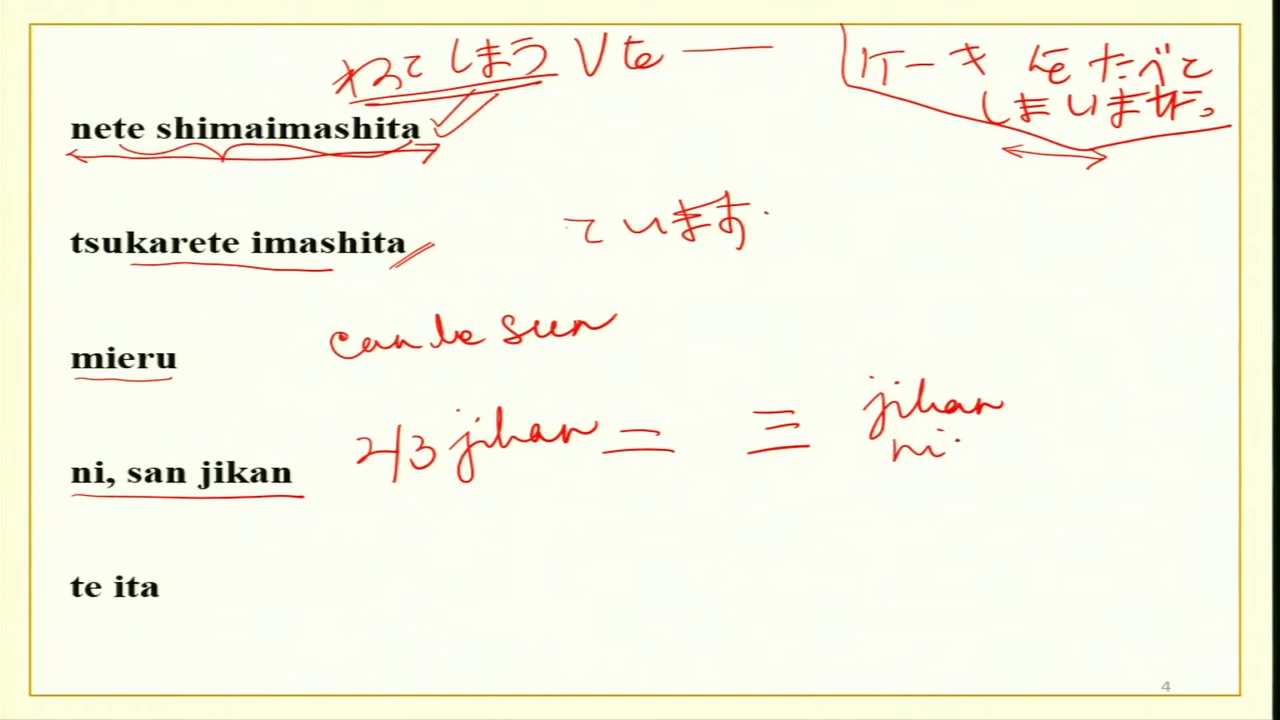 ねてしまう Vte
ケーキ をたべて
しまいました。
nete shimaimashita
tsukarete imashita
ています.
mieru
can be seen
ni, san jikan
2/3 jikan 二 三 jikan
ni
te ita
4